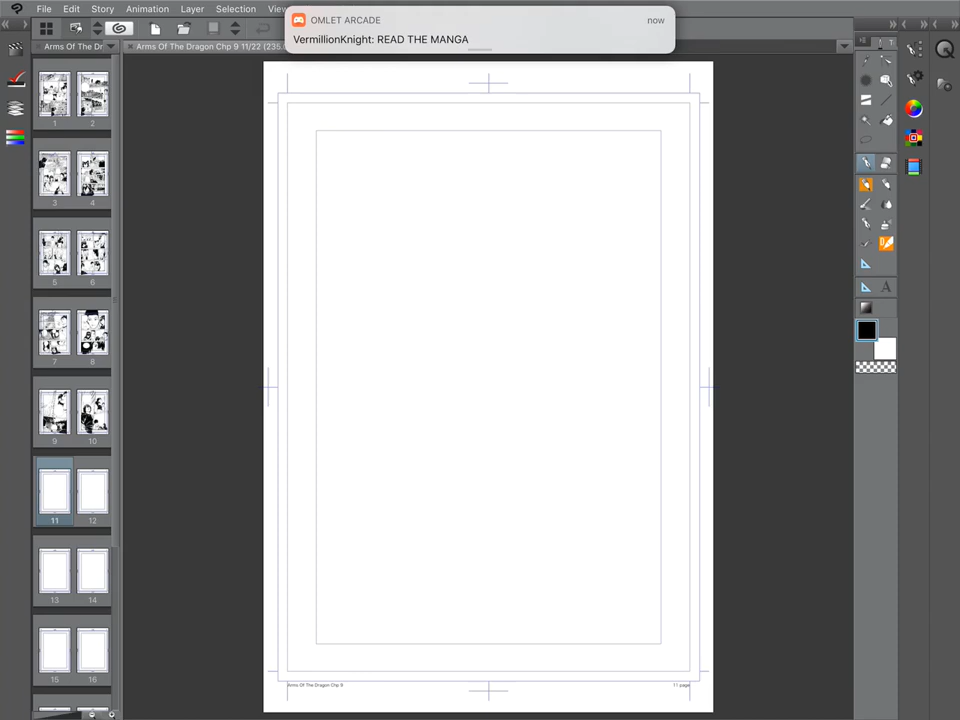 File Edit Story Animation Layer Selection
OMLET ARCADE now
VermillionKnight: READ THE MANGA
Arms Of The Dr
Arms Of The Dragon Chp 9 11/22 (235.
1 2
3 4
5 6
7 8
9 10
11 12
13 14
15 16
T
A
Arms Of The Dragon Chp 9 11 page